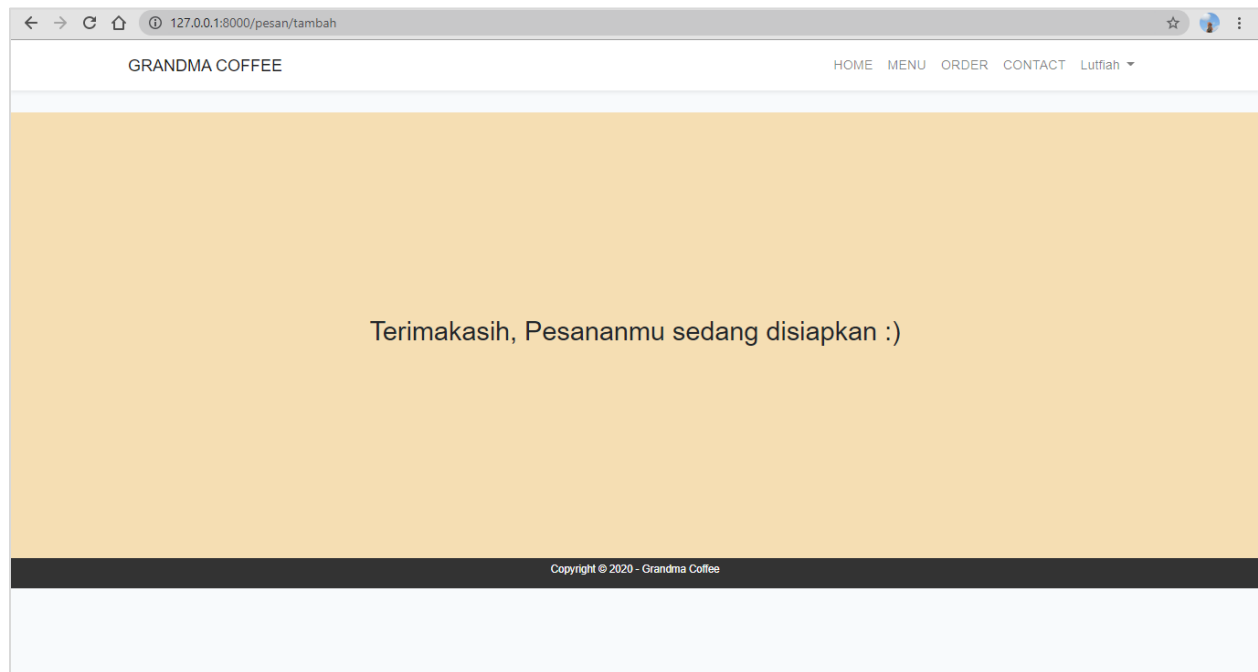 127.0.0.1:8000/pesan/tambah
GRANDMA COFFEE
HOME MENU ORDER CONTACT Lutfiah
Terimakasih, Pesananmu sedang disiapkan :)
Copyright © 2020 - Grandma Coffee